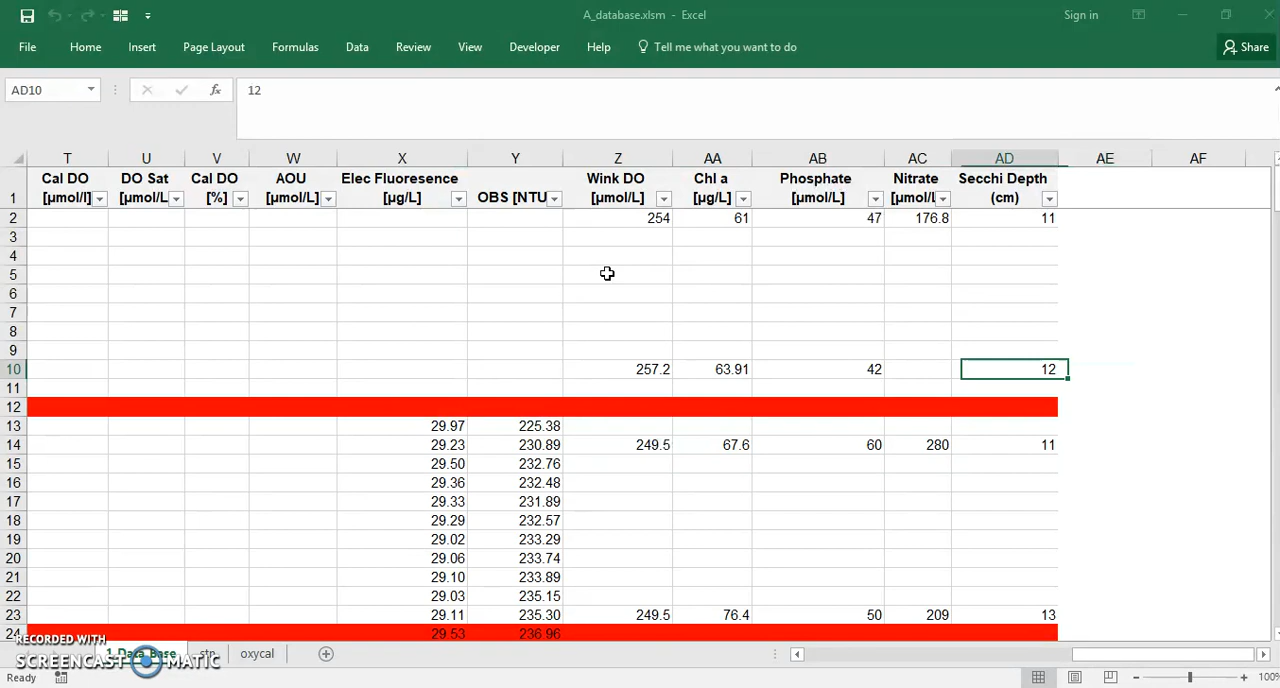 A_database.xlsm - Excel
Sign in
File Home Insert Page Layout Formulas Data Review View Developer Help Tell me what you want to do Share
AD10 fx 12
T U V W X Y Z AA AB AC AD AE AF
Cal DO DO Sat Cal DO AOU Elec Fluoresence Wink DO Chl a Phosphate Nitrate Secchi Depth
1 [µmol/l] [µmol/L [%] [µmol/L] [µg/L] OBS [NTU [µmol/L] [µg/L] [µmol/L] [µmol/L (cm)
2 254 61 47 176.8 11
3
4
5
6
7
8
9
10 257.2 63.91 42 12
11
12
13 29.97 225.38
14 29.23 230.89 249.5 67.6 60 280 11
15 29.50 232.76
16 29.36 232.48
17 29.33 231.89
18 29.29 232.57
19 29.02 233.29
20 29.06 233.74
21 29.10 233.89
22 29.03 235.15
23 29.11 235.30 249.5 76.4 50 209 13
24 29.53 236.96
RECORDED WITH
SCREENCAST MATIC
1_Data Base oxycal
Ready 100%